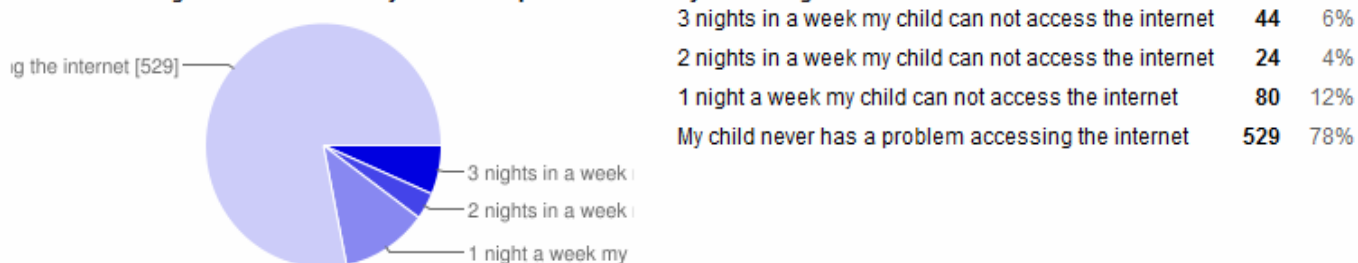 3 nights in a week my child can not access the internet 44 6%
2 nights in a week my child can not access the internet 24 4%
1 night a week my child can not access the internet 80 12%
My child never has a problem accessing the internet 529 78%
the internet [529]
3 nights in a week
2 nights in a week
1 night a week my